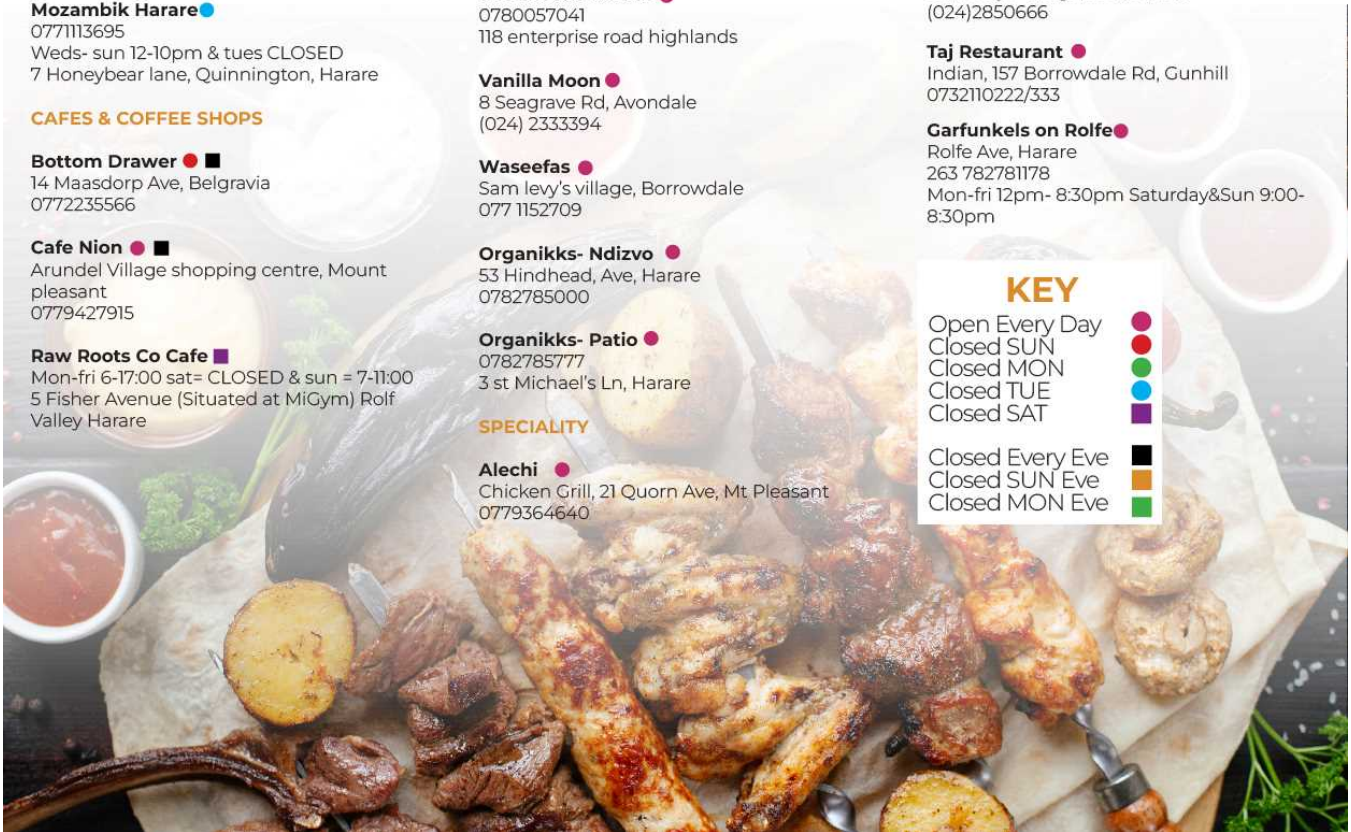 Mozambik Harare
0771113695
Weds- sun 12-10pm & tues CLOSED
7 Honeybear lane, Quinnington, Harare
CAFES & COFFEE SHOPS
Bottom Drawer
14 Maasdorp Ave, Belgravia
0772235566
Cafe Nion
Arundel Village shopping centre, Mount
pleasant
0779427915
Raw Roots Co Cafe
Mon-fri 6-17:00 sat= CLOSED & sun = 7-11:00
5 Fisher Avenue (Situated at MiGym) Rolf
Valley Harare
0780057041
118 enterprise road highlands
Vanilla Moon
8 Seagrave Rd, Avondale
(024) 2333394
Waseefas
Sam levy's village, Borrowdale
077 1152709
Organikks- Ndizvo
53 Hindhead, Ave, Harare
0782785000
Organikks- Patio
0782785777
3 st Michael's Ln, Harare
SPECIALITY
Alechi
Chicken Grill, 21 Quorn Ave, Mt Pleasant
0779364640
(024)2850666
Taj Restaurant
Indian, 157 Borrowdale Rd, Gunhill
0732110222/333
Garfunkels on Rolfe
Rolfe Ave, Harare
263 782781178
Mon-fri 12pm- 8:30pm Saturday&Sun 9:00-
8:30pm
KEY
Open Every Day
Closed SUN
Closed MON
Closed TUE
Closed SAT
Closed Every Eve
Closed SUN Eve
Closed MON Eve